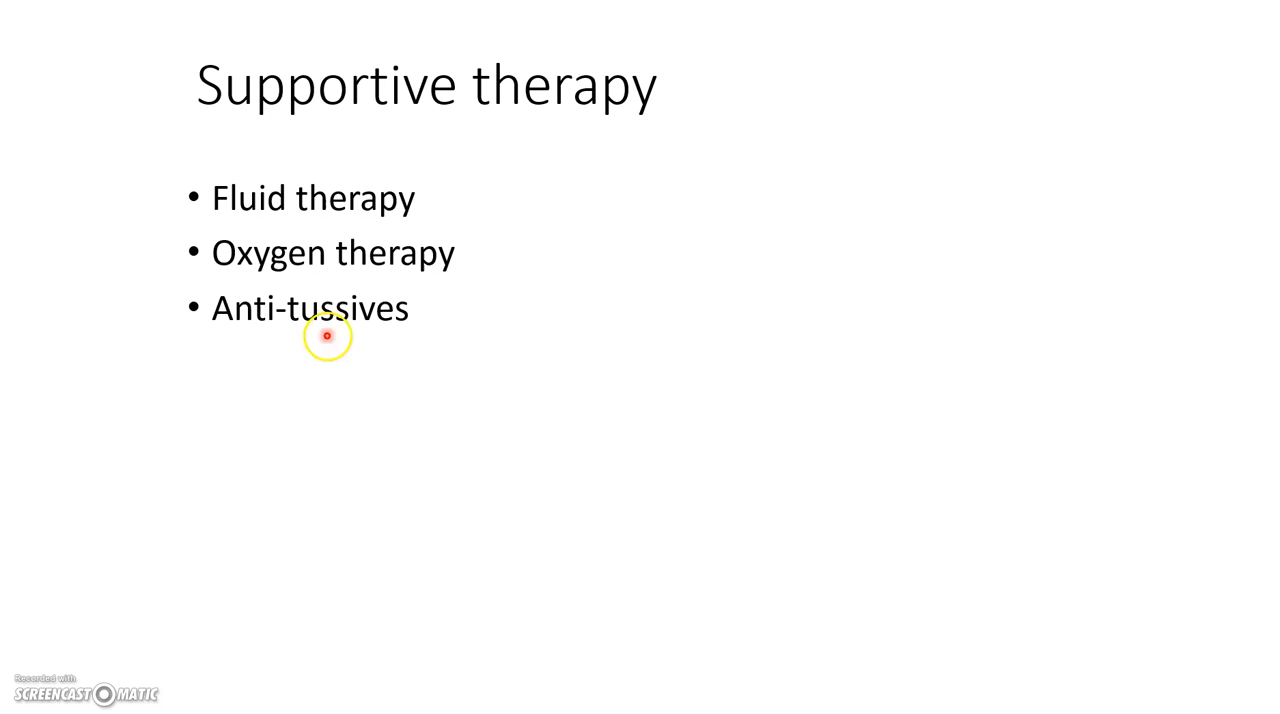 Supportive therapy
• Fluid therapy
• Oxygen therapy
• Anti-tussives
Recorded with
SCREENCAST MATIC